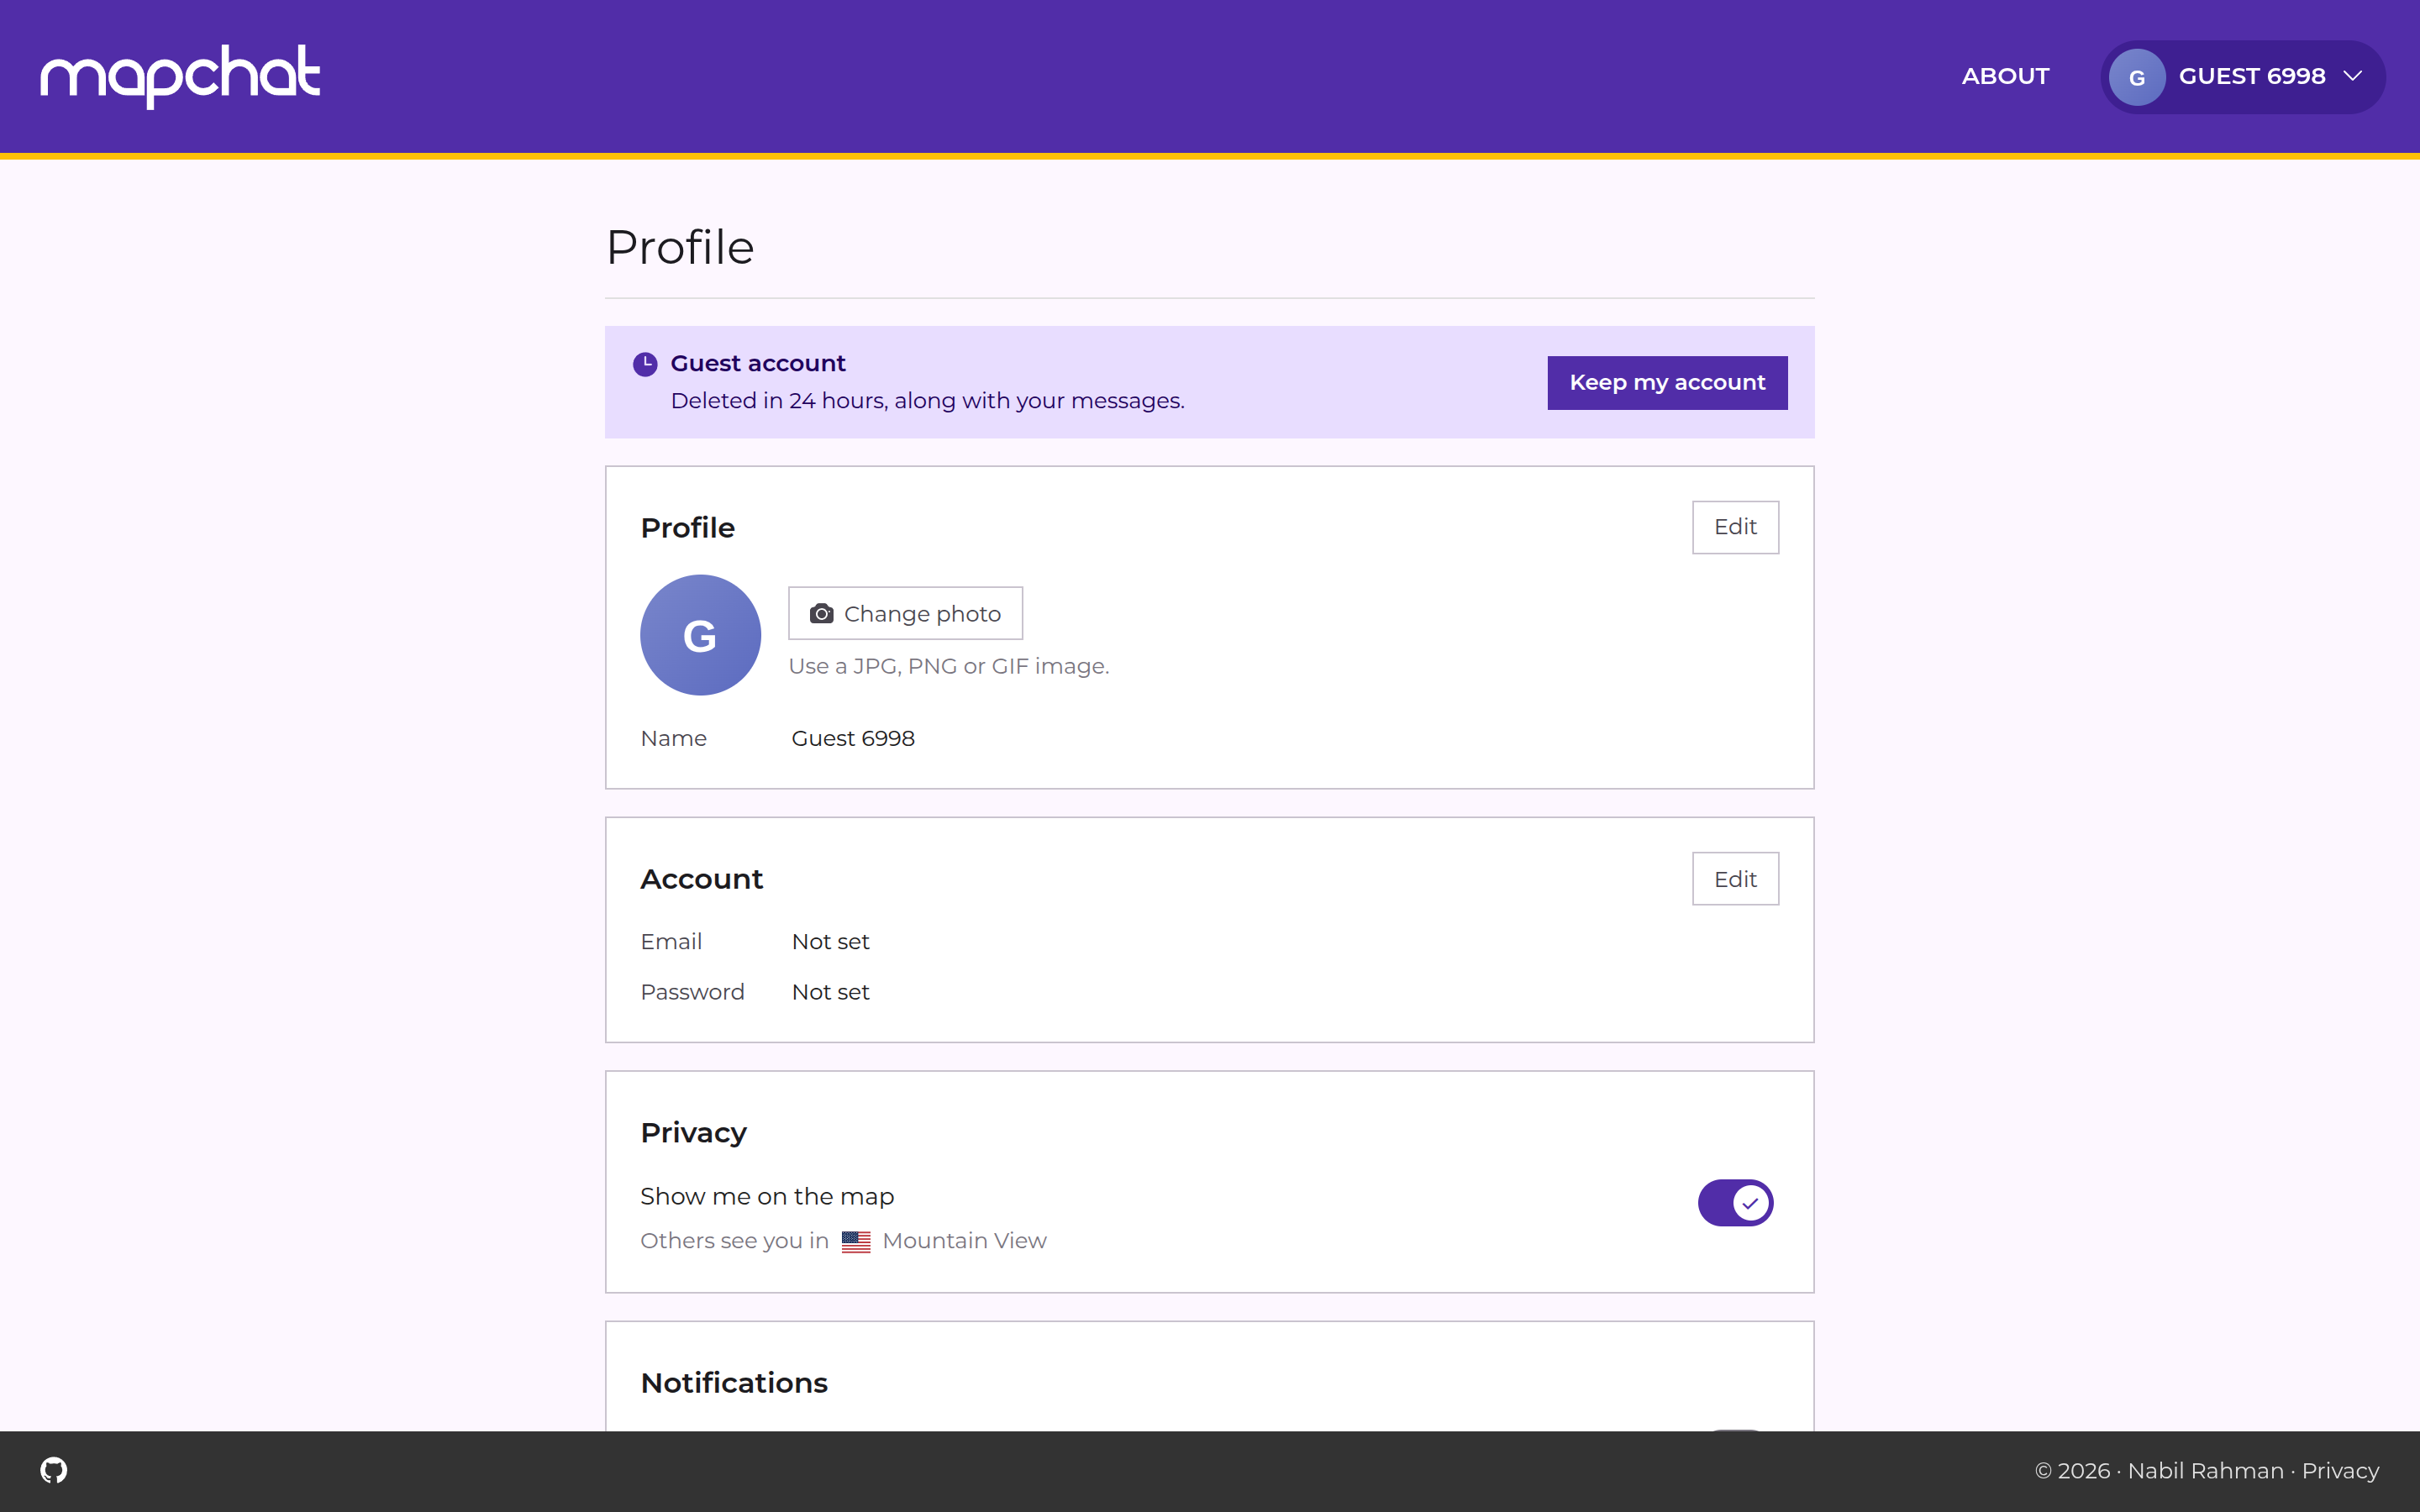 mapchat
ABOUT
G
GUEST 6998
Profile
Guest account
Deleted in 24 hours, along with your messages.
Keep my account
Profile
Edit
G
Change photo
Use a JPG, PNG or GIF image.
Name
Guest 6998
Account
Edit
Email
Not set
Password
Not set
Privacy
Show me on the map
Others see you in Mountain View
Notifications
© 2026 · Nabil Rahman · Privacy